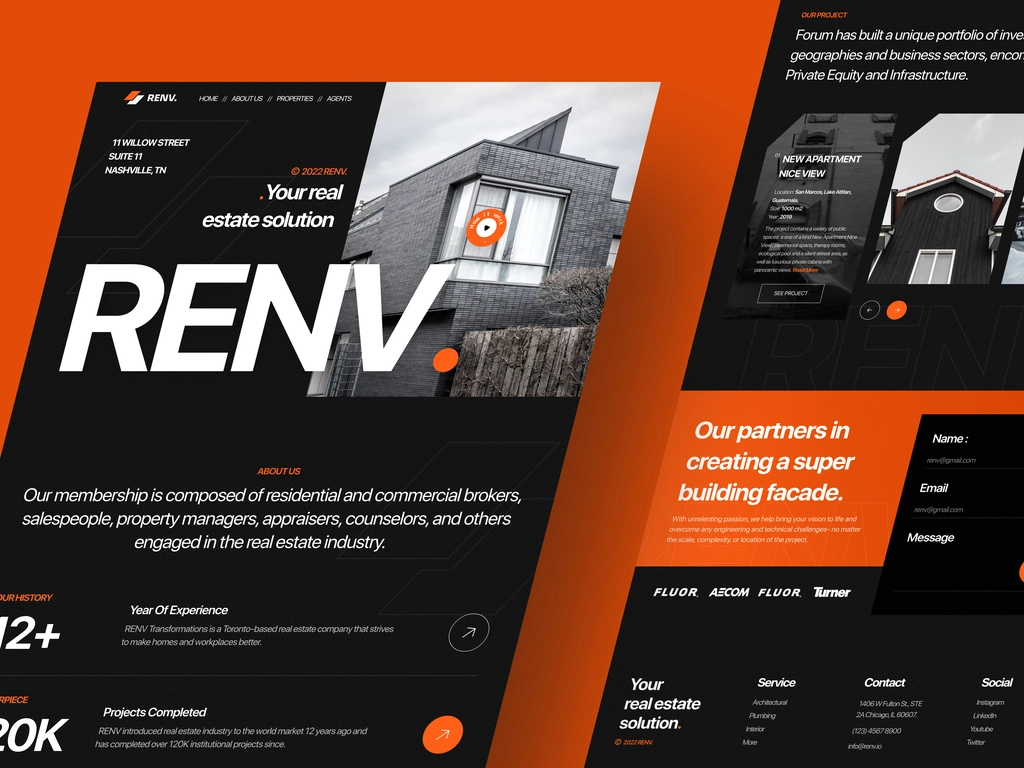 RENV.
HOME // ABOUT US // PROPERTIES // AGENTS
11 WILLOW STREET
SUITE 11
NASHVILLE, TN
© 2022 RENV.
.Your real
estate solution
RENV.
ABOUT US
Our membership is composed of residential and commercial brokers,
salespeople, property managers, appraisers, counselors, and others
engaged in the real estate industry.
OUR HISTORY
12+
Year Of Experience
RENV Transformations is a Toronto-based real estate company that strives
to make homes and workplaces better.
20K
Projects Completed
RENV introduced real estate industry to the world market 12 years ago and
has completed over 120K institutional projects since.
OUR PROJECT
Forum has built a unique portfolio of
geographies and business sectors,
Private Equity and Infrastructure.
01 NEW APARTMENT
NICE VIEW
Location: San Marcos, Lake Atitlan,
Guatemala.
Size: 1000 m2
Year: 2019
The project contains a variety of public
spaces: a one of a kind New Apartment Nice
View, ceremonial space, therapy rooms,
ecological pool and a silent retreat area, as
well as luxurious private cabins with
panoramic views. Read More
SEE PROJECT
RENV
Our partners in
creating a super
building facade.
With unrelenting passion, we help bring your vision to life and
overcome any engineering and technical challenges- no matter
the scale, complexity, or location of the project.
Name :
renv@gmail.com
Email
renv@gmail.com
Message
FLUOR. AECOM FLUOR. Turner
Your
real estate
solution.
© 2022 RENV.
Service
Architectural
Plumbing
Interior
More
Contact
1406 W Fulton St, STE
2A Chicago, IL 60607.
(123) 4567 8900
info@renv.io
Social
Instagram
LinkedIn
Youtube
Twitter